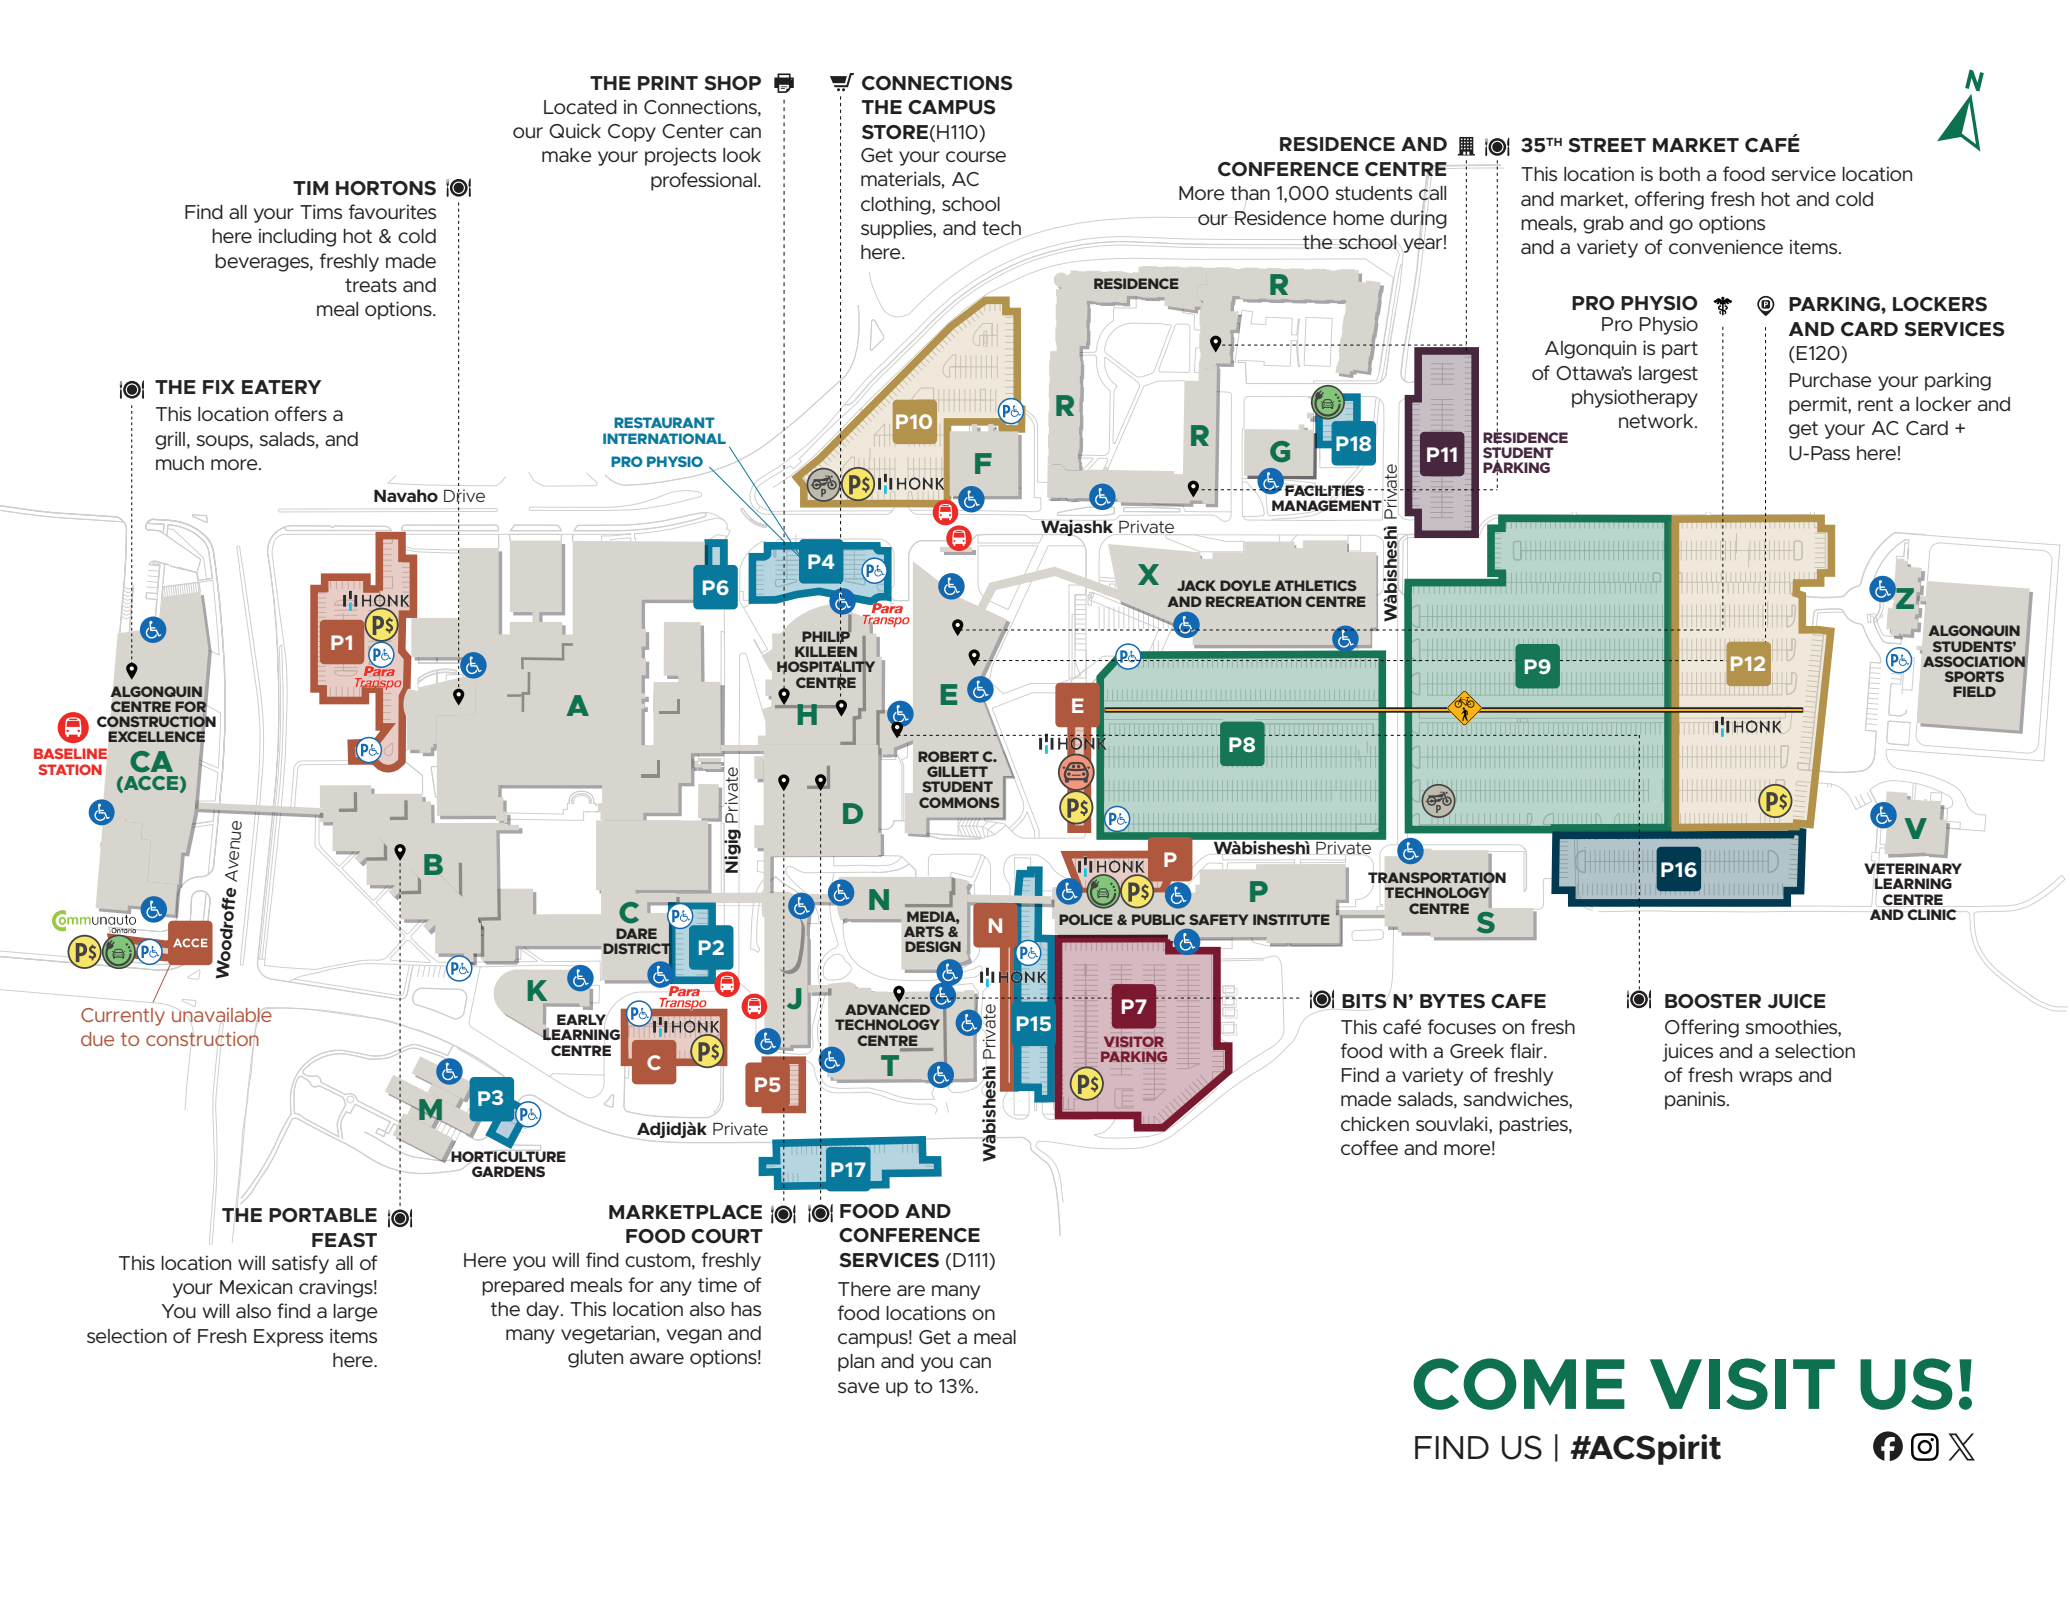 THE PRINT SHOP
Located in Connections,
our Quick Copy Center can
make your projects look
professional.
CONNECTIONS
THE CAMPUS
STORE(H110)
Get your course
materials, AC
clothing, school
supplies, and tech
here.
N
RESIDENCE AND
CONFERENCE CENTRE
More than 1,000 students call
our Residence home during
the school year!
35TH STREET MARKET CAFÉ
This location is both a food service location
and market, offering fresh hot and cold
meals, grab and go options
and a variety of convenience items.
TIM HORTONS
Find all your Tims favourites
here including hot & cold
beverages, freshly made
treats and
meal options.
PRO PHYSIO
Pro Physio
Algonquin is part
of Ottawa's largest
physiotherapy
network.
PARKING, LOCKERS
AND CARD SERVICES
(E120)
Purchase your parking
permit, rent a locker and
get your AC Card +
U-Pass here!
THE FIX EATERY
This location offers a
grill, soups, salads, and
much more.
RESTAURANT
INTERNATIONAL
PRO PHYSIO
RESIDENCE
R
R
R
P10
P
P$
HONK
F
G
P18
FACILITIES
MANAGEMENT
P11
RESIDENCE
STUDENT
PARKING
Navaho Drive
Wajashk Private
Wàbisheshì Private
P1
HONK
P$
Para
Transpo
P6
P4
Para
Transpo
X
JACK DOYLE ATHLETICS
AND RECREATION CENTRE
Z
ALGONQUIN
STUDENTS'
ASSOCIATION
SPORTS
FIELD
PHILIP
KILLEEN
HOSPITALITY
CENTRE
H
A
E
ROBERT C.
GILLETT
STUDENT
COMMONS
E
HONK
P$
P8
P9
P
P12
HONK
P$
ALGONQUIN
CENTRE FOR
CONSTRUCTION
EXCELLENCE
CA
(ACCE)
BASELINE
STATION
Woodroffe Avenue
Nigig Private
D
B
V
VETERINARY
LEARNING
CENTRE
AND CLINIC
Wàbisheshì Private
P
HONK
P$
P
POLICE & PUBLIC SAFETY INSTITUTE
TRANSPORTATION
TECHNOLOGY
CENTRE
S
P16
N
MEDIA,
ARTS &
DESIGN
N
HONK
C
DARE
DISTRICT
P2
Communauto
Ontario
P$
ACCE
Currently unavailable
due to construction
K
EARLY
LEARNING
CENTRE
Para
Transpo
HONK
C
P$
J
P5
ADVANCED
TECHNOLOGY
CENTRE
T
Wàbisheshì Private
P15
P7
VISITOR
PARKING
P$
M
P3
HORTICULTURE
GARDENS
Adjidjàk Private
P17
BITS N' BYTES CAFE
This café focuses on fresh
food with a Greek flair.
Find a variety of freshly
made salads, sandwiches,
chicken souvlaki, pastries,
coffee and more!
BOOSTER JUICE
Offering smoothies,
juices and a selection
of fresh wraps and
paninis.
THE PORTABLE
FEAST
This location will satisfy all of
your Mexican cravings!
You will also find a large
selection of Fresh Express items
here.
MARKETPLACE
FOOD COURT
Here you will find custom, freshly
prepared meals for any time of
the day. This location also has
many vegetarian, vegan and
gluten aware options!
FOOD AND
CONFERENCE
SERVICES (D111)
There are many
food locations on
campus! Get a meal
plan and you can
save up to 13%.
COME VISIT US!
FIND US | #ACSpirit